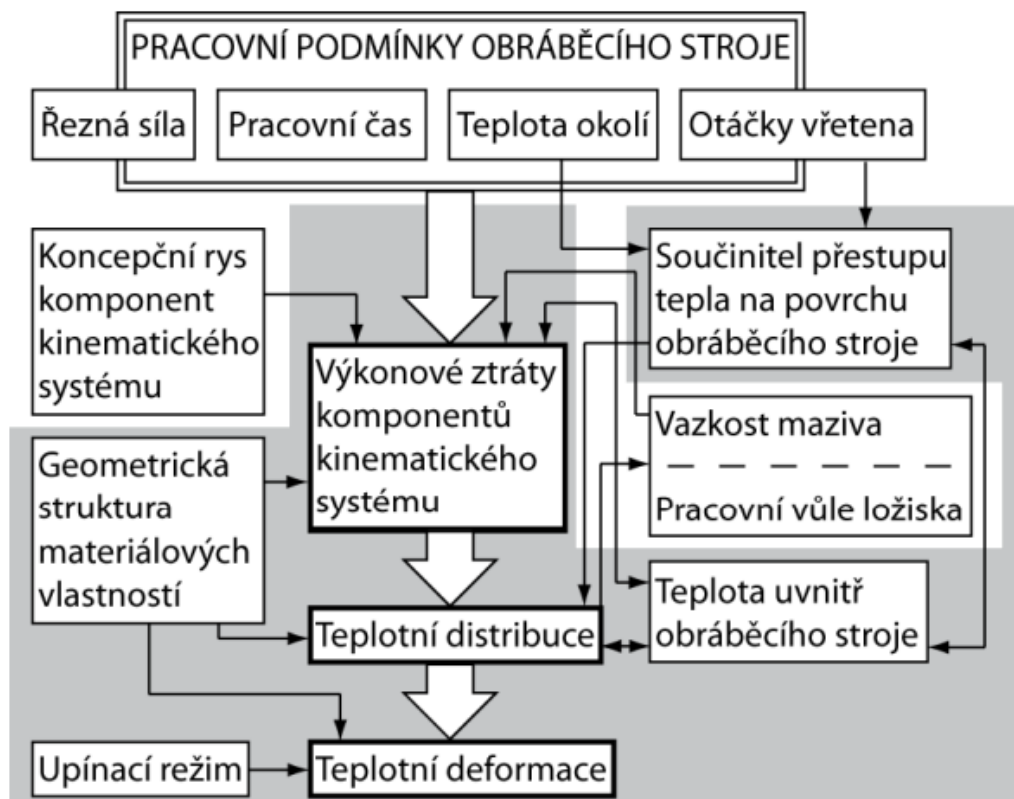 PRACOVNÍ PODMÍNKY OBRÁBĚCÍHO STROJE
Řezná síla
Pracovní čas
Teplota okolí
Otáčky vřetena
Koncepční rys
komponent
kinematického
systému
Součinitel přestupu
tepla na povrchu
obráběcího stroje
Výkonové ztráty
komponentů
kinematického
systému
Vazkost maziva
Pracovní vůle ložiska
Geometrická
struktura
materiálových
vlastností
Teplota uvnitř
obráběcího stroje
Teplotní distribuce
Upínací režim
Teplotní deformace